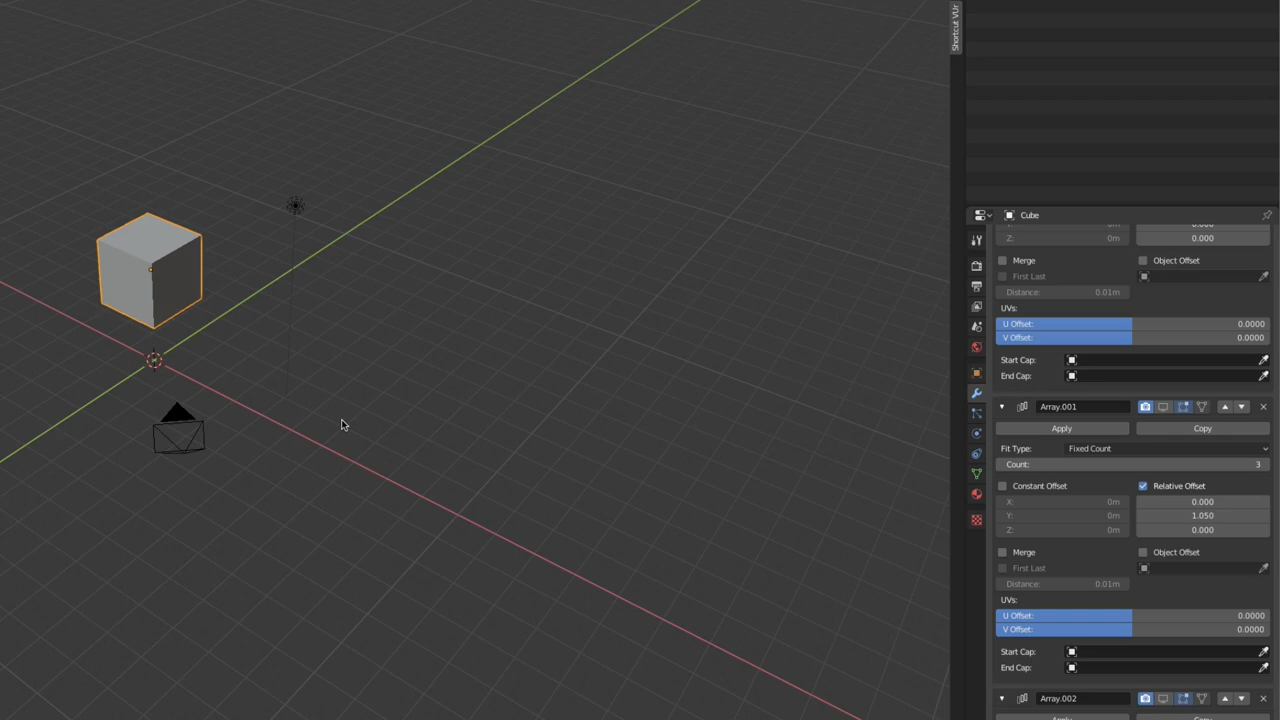 Shortcut VUr
Cube
Z: 0m 0.000
Merge Object Offset
First Last
Distance: 0.01m
UVs:
U Offset: 0.0000
V Offset: 0.0000
Start Cap:
End Cap:
Array.001
Apply Copy
Fit Type: Fixed Count
Count: 3
Constant Offset Relative Offset
X: 0m 0.000
Y: 0m 1.050
Z: 0m 0.000
Merge Object Offset
First Last
Distance: 0.01m
UVs:
U Offset: 0.0000
V Offset: 0.0000
Start Cap:
End Cap:
Array.002